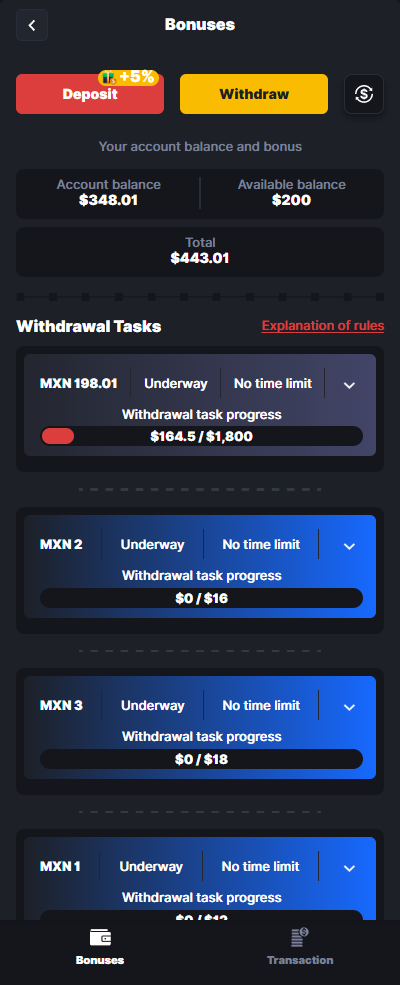 Bonuses
+5%
Deposit
Withdraw
Your account balance and bonus
Account balance
$348.01
Available balance
$200
Total
$443.01
Withdrawal Tasks
Explanation of rules
MXN 198.01
Underway
No time limit
Withdrawal task progress
$164.5 / $1,800
MXN 2
Underway
No time limit
Withdrawal task progress
$0 / $16
MXN 3
Underway
No time limit
Withdrawal task progress
$0 / $18
MXN 1
Underway
No time limit
Withdrawal task progress
$0 / $12
Bonuses
Transaction